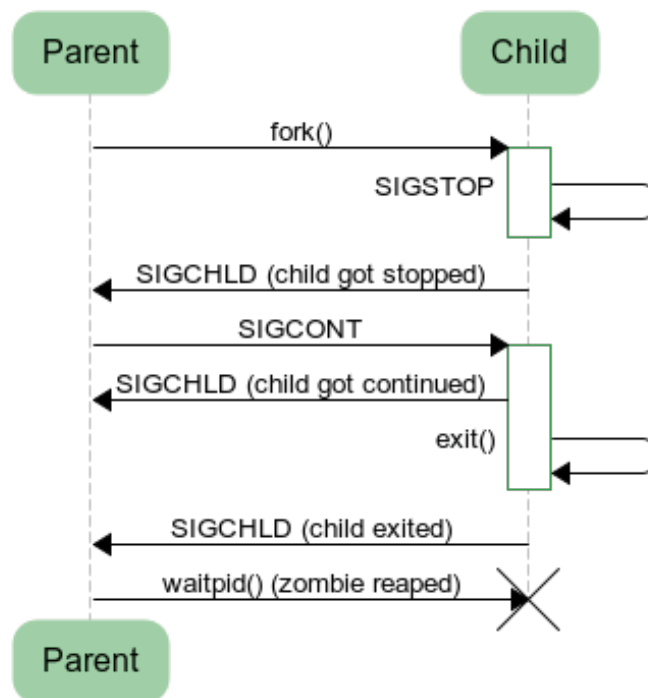 Parent
Child
fork()
SIGSTOP
SIGCHLD (child got stopped)
SIGCONT
SIGCHLD (child got continued)
exit()
SIGCHLD (child exited)
waitpid() (zombie reaped)
Parent